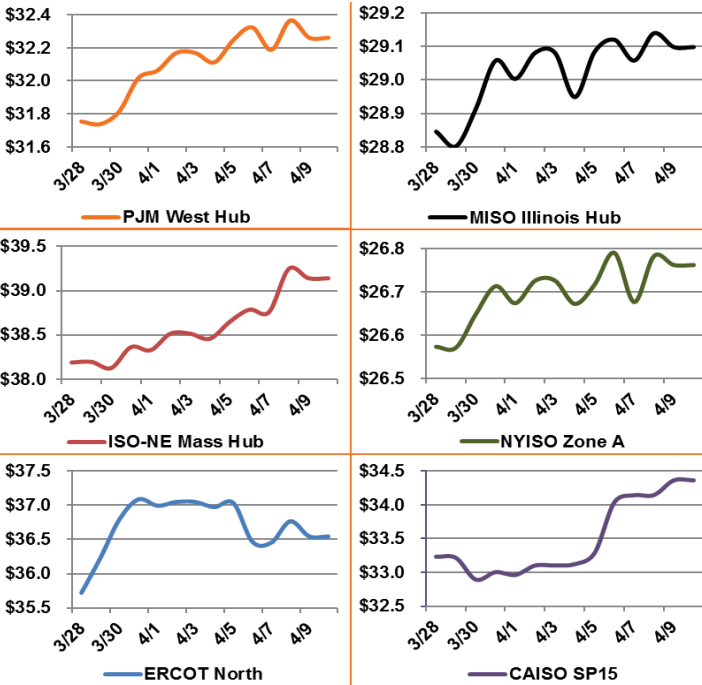 $32.4
$32.2
$32.0
$31.8
$31.6
3/28 3/30 4/1 4/3 4/5 4/7 4/9
PJM West Hub
$29.2
$29.1
$29.0
$28.9
$28.8
3/28 3/30 4/1 4/3 4/5 4/7 4/9
MISO Illinois Hub
$39.5
$39.0
$38.5
$38.0
3/28 3/30 4/1 4/3 4/5 4/7 4/9
ISO-NE Mass Hub
$26.8
$26.7
$26.6
$26.5
3/28 3/30 4/1 4/3 4/5 4/7 4/9
NYISO Zone A
$37.5
$37.0
$36.5
$36.0
$35.5
3/28 3/30 4/1 4/3 4/5 4/7 4/9
ERCOT North
$34.5
$34.0
$33.5
$33.0
$32.5
3/28 3/30 4/1 4/3 4/5 4/7 4/9
CAISO SP15